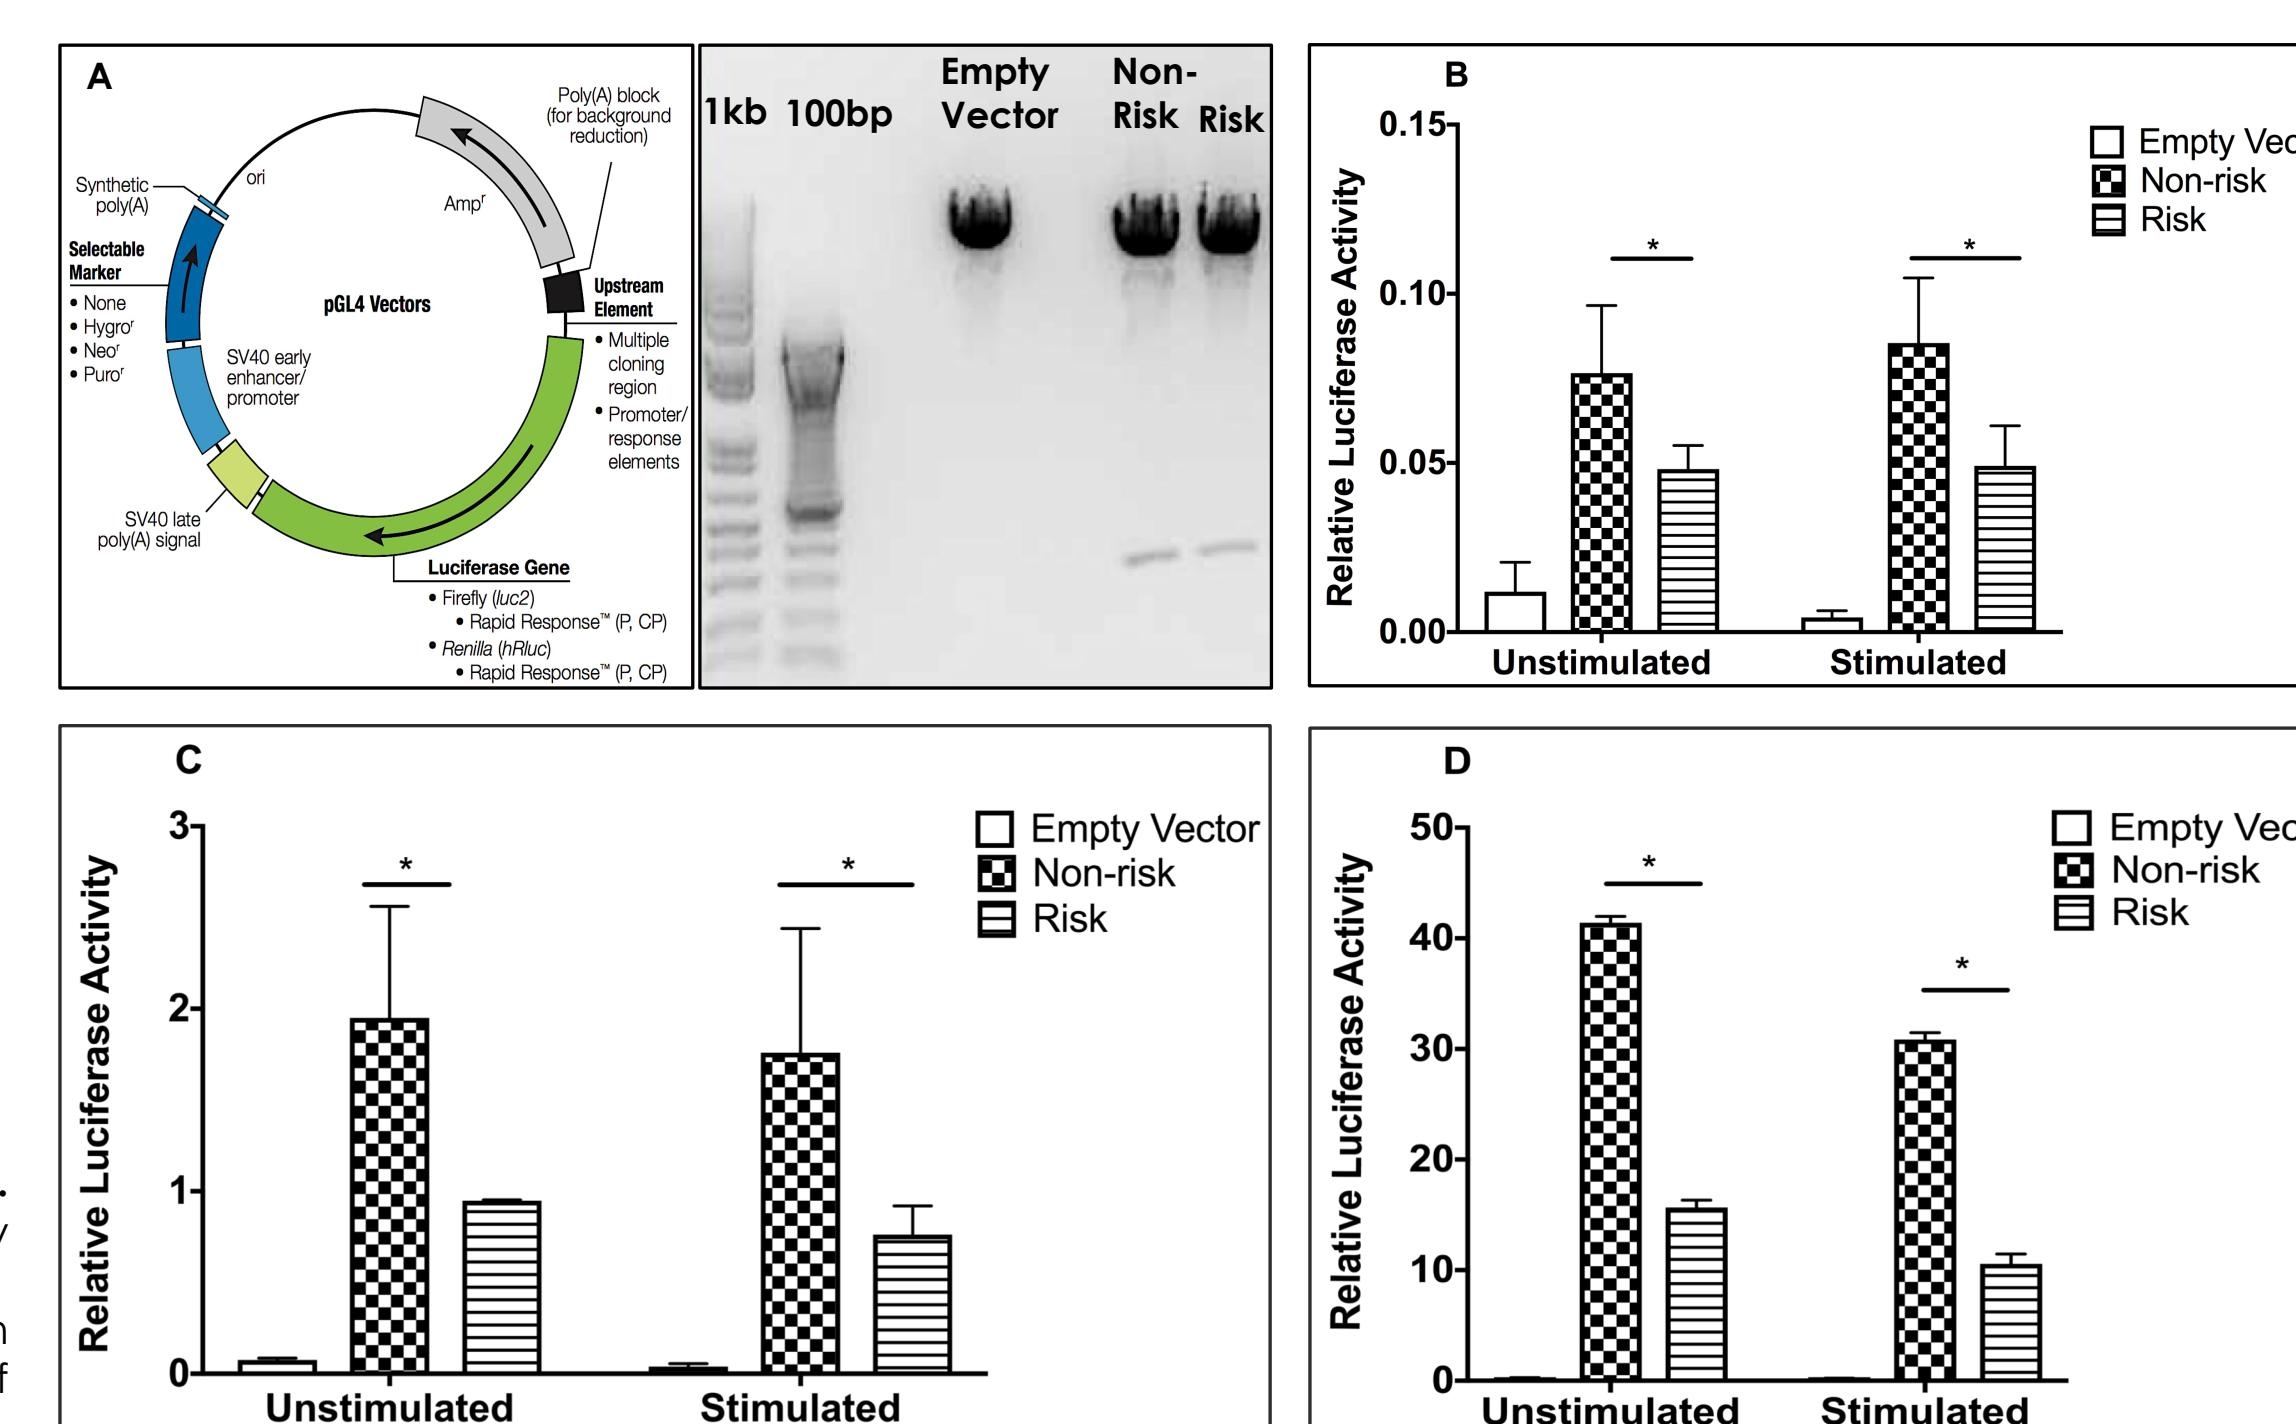 A
Poly(A) block
(for background
reduction)
Synthetic
poly(A)
ori
Ampʳ
Selectable
Marker
• None
• Hygroʳ
• Neoʳ
• Puroʳ
pGL4 Vectors
Upstream
Element
• Multiple
cloning
region
• Promoter/
response
elements
SV40 early
enhancer/
promoter
SV40 late
poly(A) signal
Luciferase Gene
• Firefly (luc2)
• Rapid Response™ (P, CP)
• Renilla (hRluc)
• Rapid Response™ (P, CP)
1kb
100bp
Empty
Vector
Non-
Risk
Risk
B
Relative Luciferase Activity
0.15
0.10
0.05
0.00
*
*
Empty Vec
Non-risk
Risk
Unstimulated
Stimulated
C
Relative Luciferase Activity
3
2
1
0
*
*
Empty Vector
Non-risk
Risk
Unstimulated
Stimulated
D
Relative Luciferase Activity
50
40
30
20
10
0
*
*
Empty Vec
Non-risk
Risk
Unstimulated
Stimulated